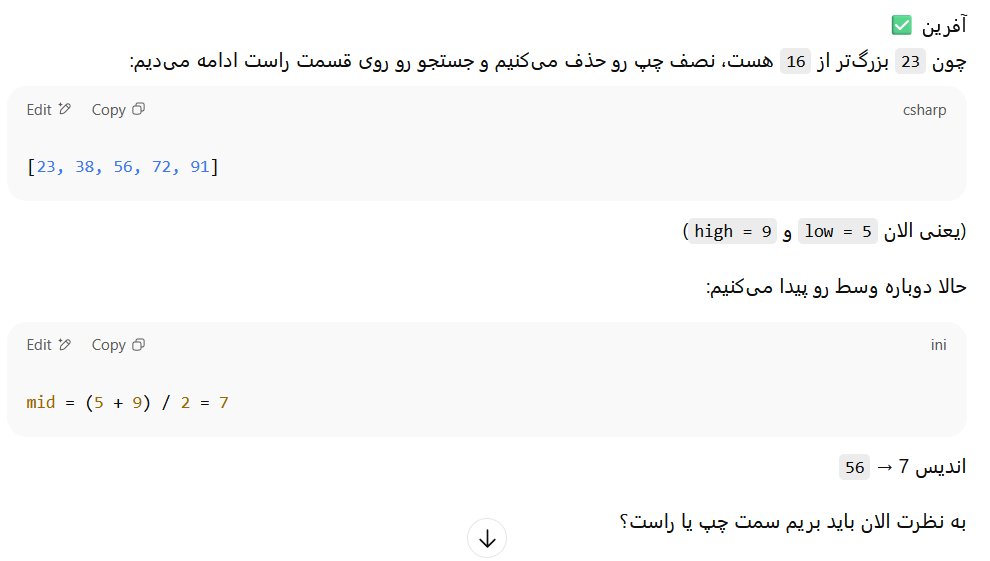 آفرین ✅
چون 23 بزرگ‌تر از 16 هست، نصف چپ رو حذف می‌کنیم و جستجو رو روی قسمت راست ادامه می‌دیم:
csharp Copy Edit
[23, 38, 56, 72, 91]
(یعنی الان low = 5 و high = 9)
حالا دوباره وسط رو پیدا می‌کنیم:
ini Copy Edit
mid = (5 + 9) / 2 = 7
اندیس 7 → 56
به نظرت الان باید بریم سمت چپ یا راست؟